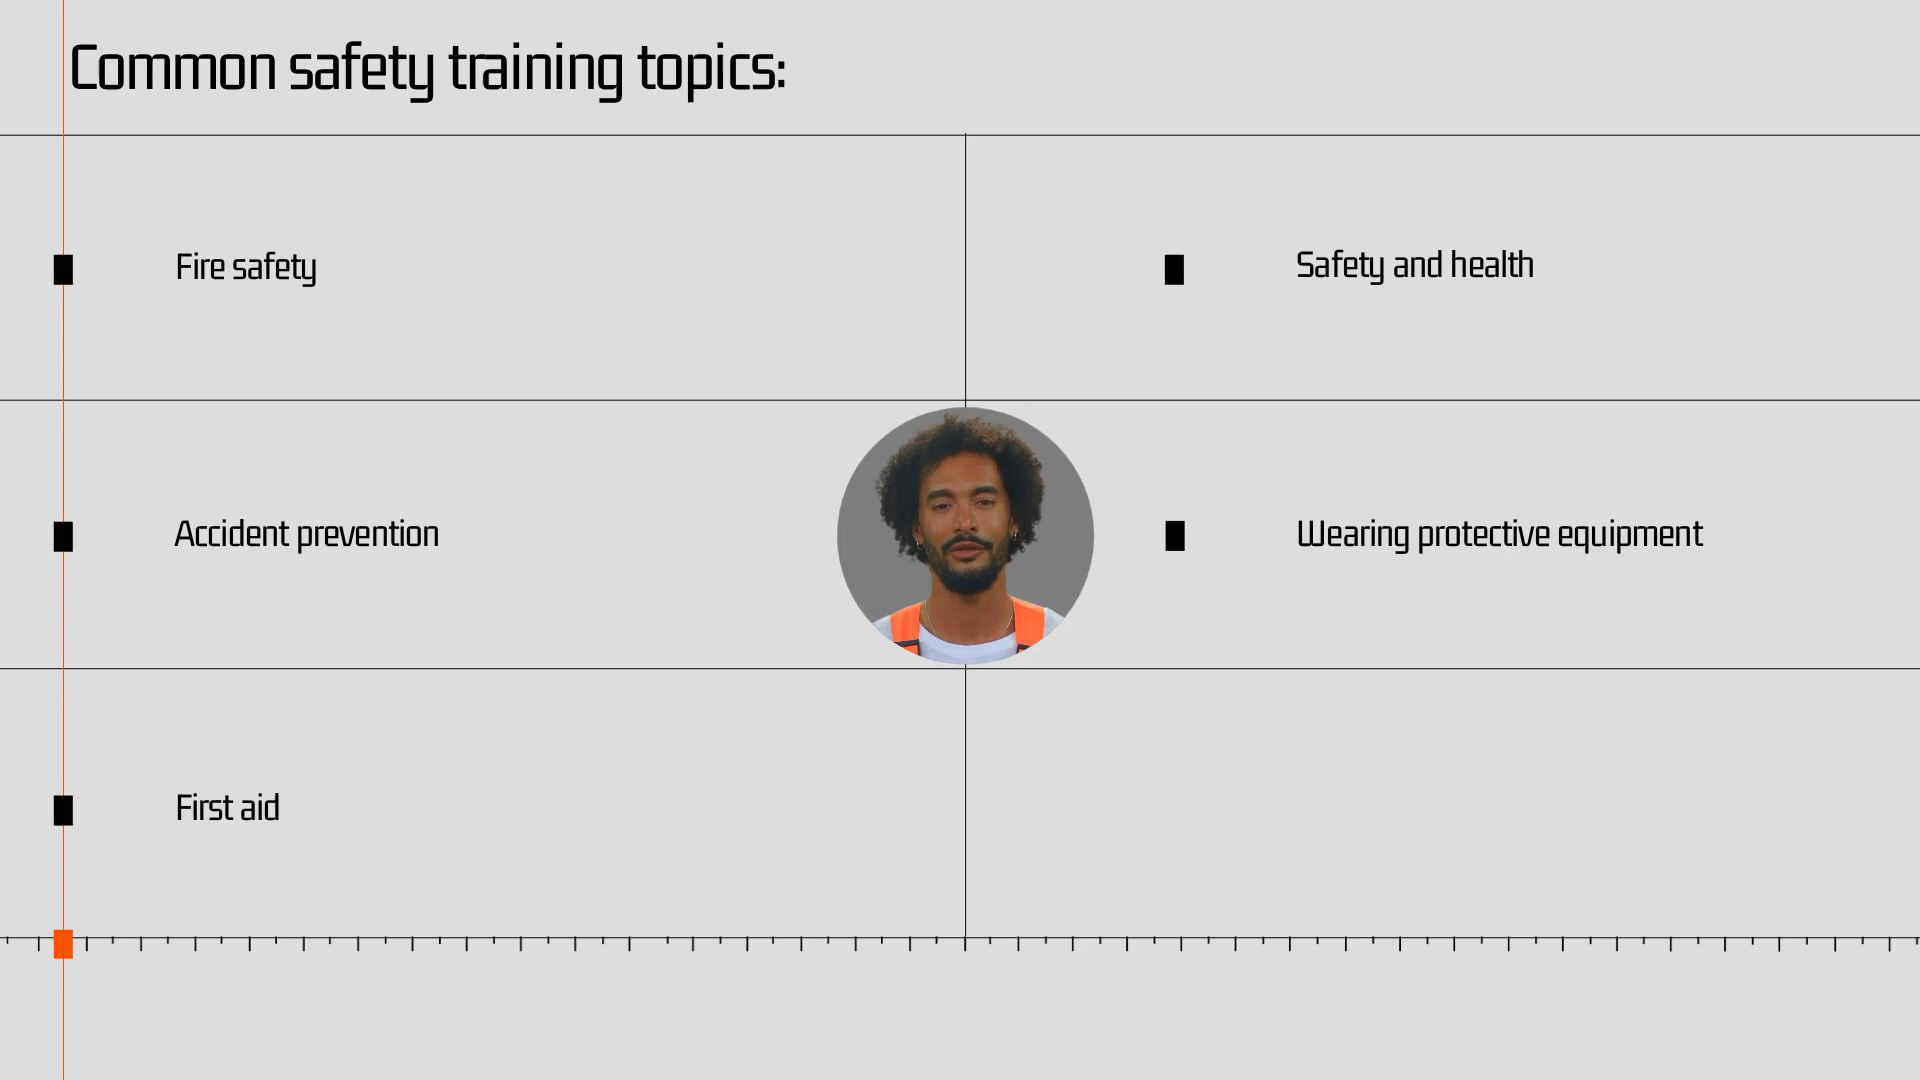 Common safety training topics:
Fire safety
Safety and health
Accident prevention
Wearing protective equipment
First aid